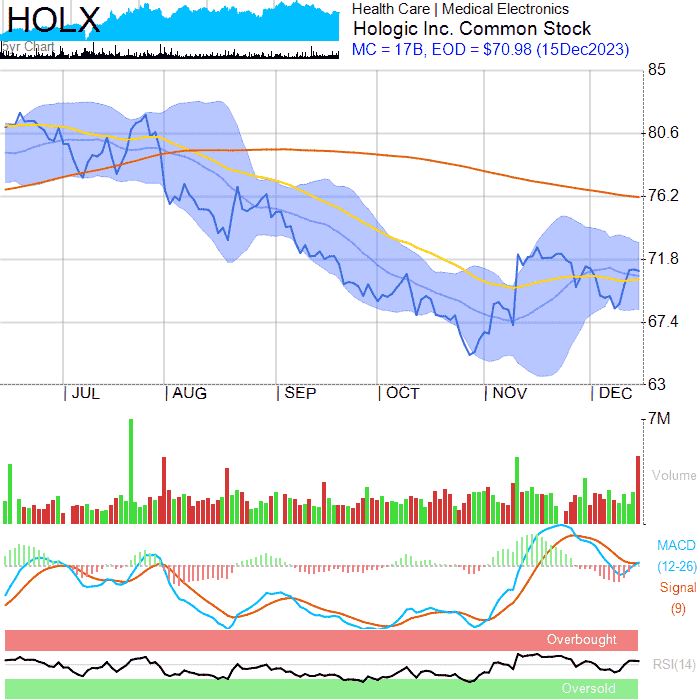 HOLX
5yr Chart
Health Care | Medical Electronics
Hologic Inc. Common Stock
MC = 17B, EOD = $70.98 (15Dec2023)
85
80.6
76.2
71.8
67.4
63
JUL AUG SEP OCT NOV DEC
7M
Volume
MACD
(12-26)
Signal
(9)
Overbought
RSI(14)
Oversold